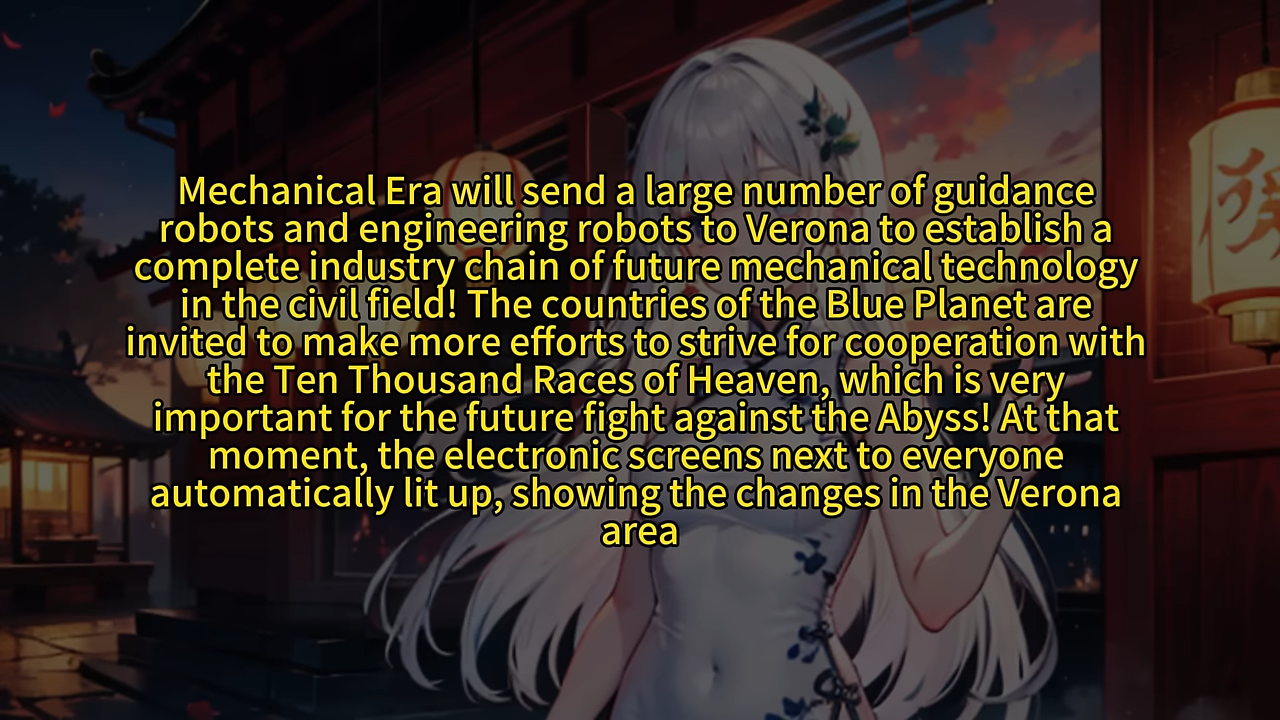 Mechanical Era will send a large number of guidance
robots and engineering robots to Verona to establish a
complete industry chain of future mechanical technology
in the civil field! The countries of the Blue Planet are
invited to make more efforts to strive for cooperation with
the Ten Thousand Races of Heaven, which is very
important for the future fight against the Abyss! At that
moment, the electronic screens next to everyone
automatically lit up, showing the changes in the Verona
area